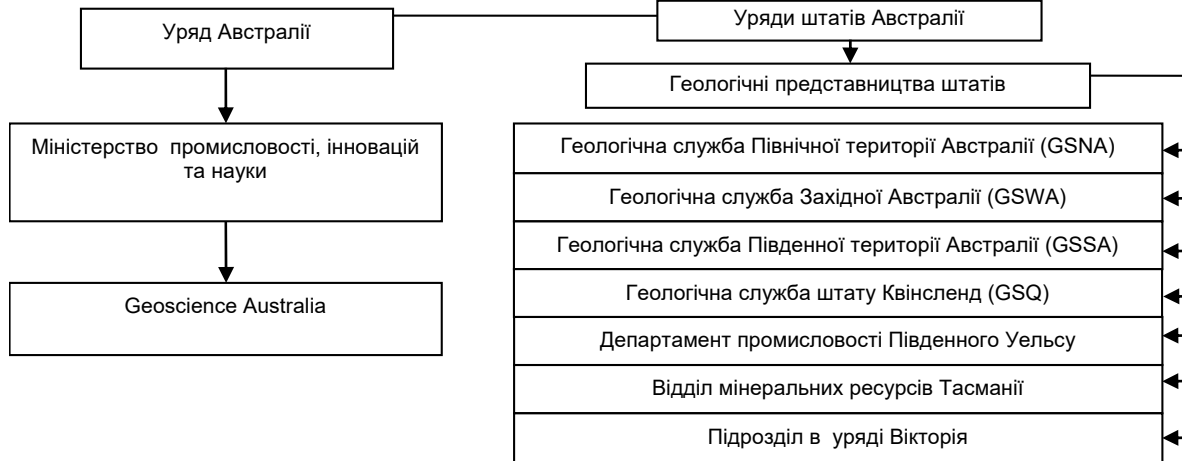 Уряд Австралії
Уряди штатів Австралії
Геологічні представництва штатів
Міністерство промисловості, інновацій
та науки
Geoscience Australia
Геологічна служба Північної території Австралії (GSNA)
Геологічна служба Західної Австралії (GSWA)
Геологічна служба Південної території Австралії (GSSA)
Геологічна служба штату Квінсленд (GSQ)
Департамент промисловості Південного Уельсу
Відділ мінеральних ресурсів Тасманії
Підрозділ в уряді Вікторія